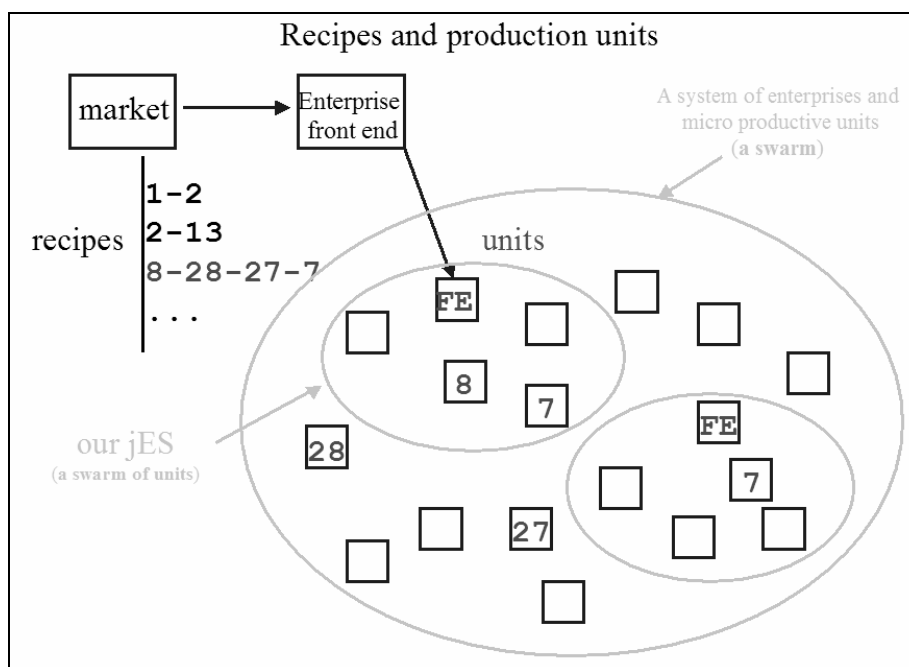 Recipes and production units
market
Enterprise
front end
A system of enterprises and
micro productive units
(a swarm)
recipes
1-2
2-13
8-28-27-7
...
units
FE
8
7
FE
our jES
(a swarm of units)
28
7
27